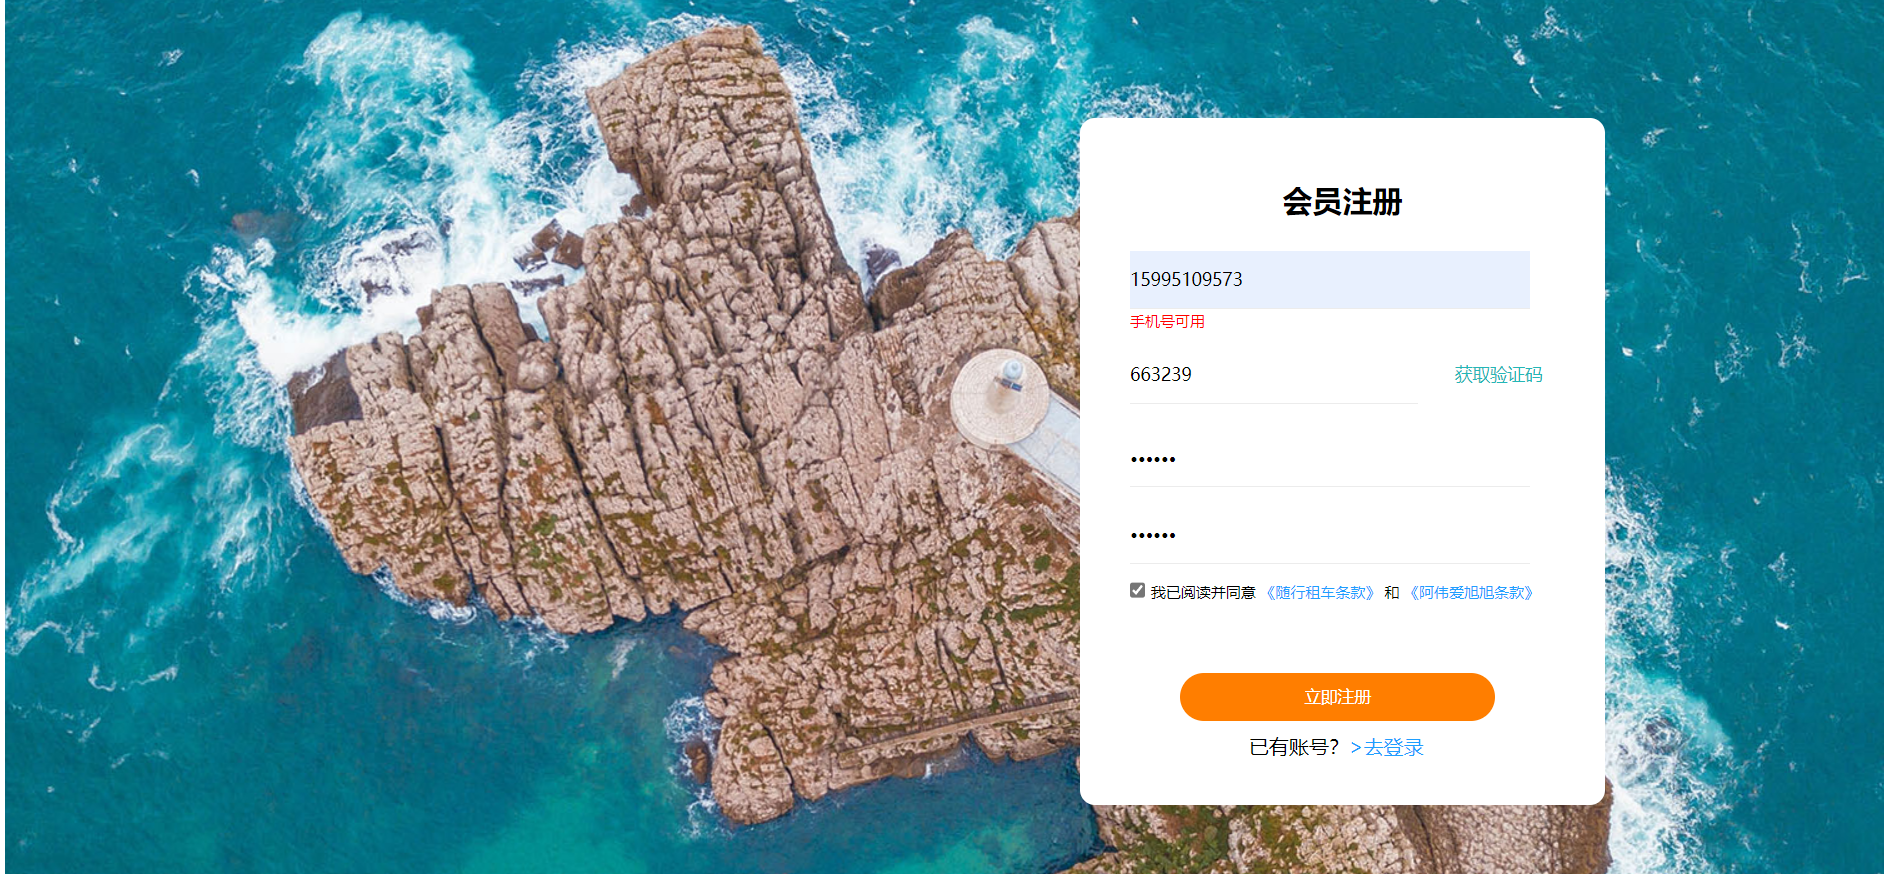 会员注册
15995109573
手机号可用
663239 获取验证码
••••••
••••••
我已阅读并同意 《随行租车条款》 和 《阿伟爱旭旭条款》
立即注册
已有账号？ >去登录